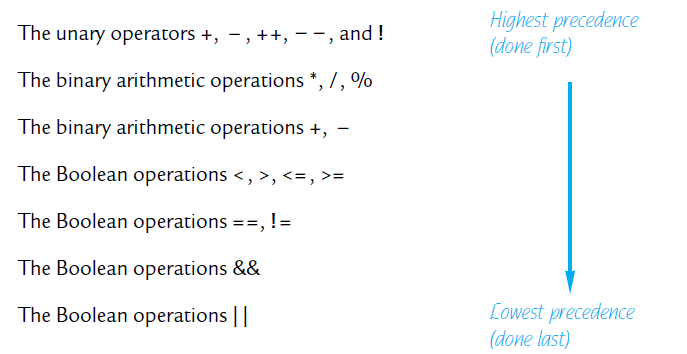 The unary operators +, −, ++, −−, and !
Highest precedence
(done first)
The binary arithmetic operations *, /, %
The binary arithmetic operations +, −
The Boolean operations <, >, <=, >=
The Boolean operations ==, !=
The Boolean operations &&
The Boolean operations ||
Lowest precedence
(done last)